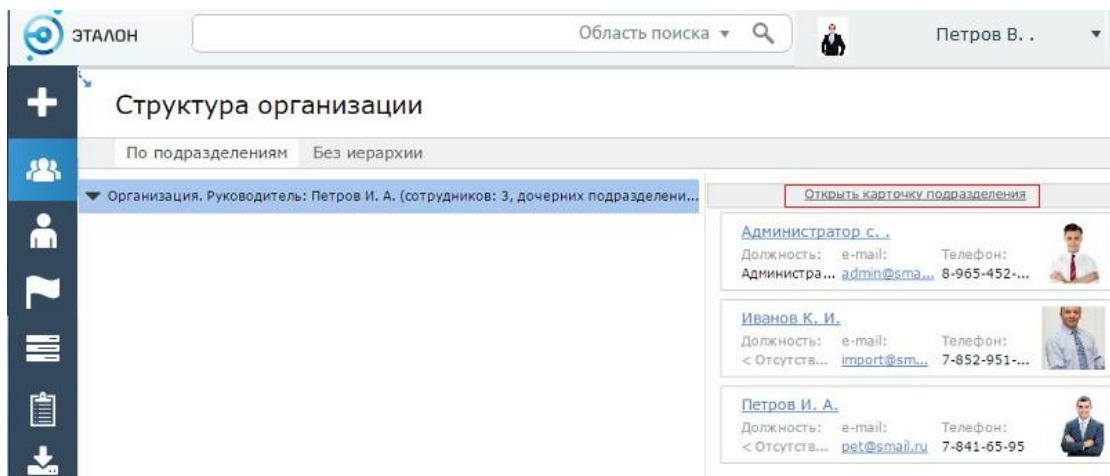 ЭТАЛОН
Область поиска
Петров В. .
Структура организации
По подразделениям Без иерархии
Организация. Руководитель: Петров И. А. (сотрудников: 3, дочерних подразделени...
Открыть карточку подразделения
Администратор с. .
Должность: e-mail: Телефон:
Администра... admin@sma... 8-965-452-...
Иванов К. И.
Должность: e-mail: Телефон:
< Отсутств... import@sm... 7-852-951-...
Петров И. А.
Должность: e-mail: Телефон:
< Отсутств... pet@smail.ru 7-841-65-95